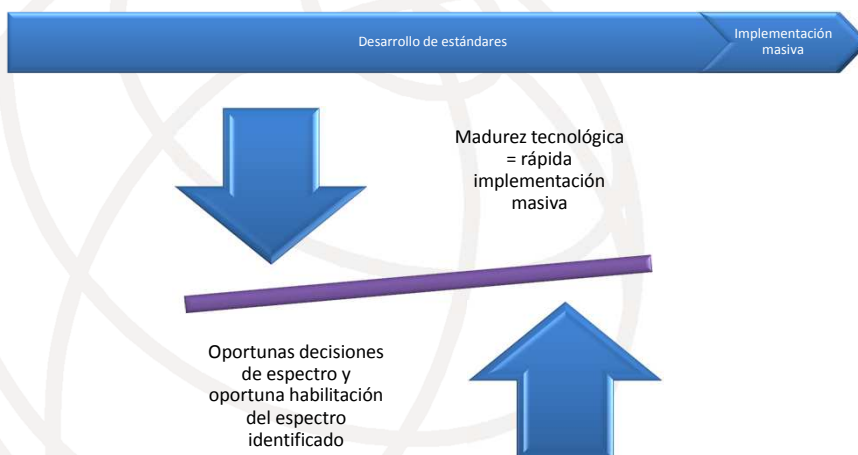 Desarrollo de estándares
Implementación
masiva
Madurez tecnológica
= rápida
implementación
masiva
Oportunas decisiones
de espectro y
oportuna habilitación
del espectro
identificado